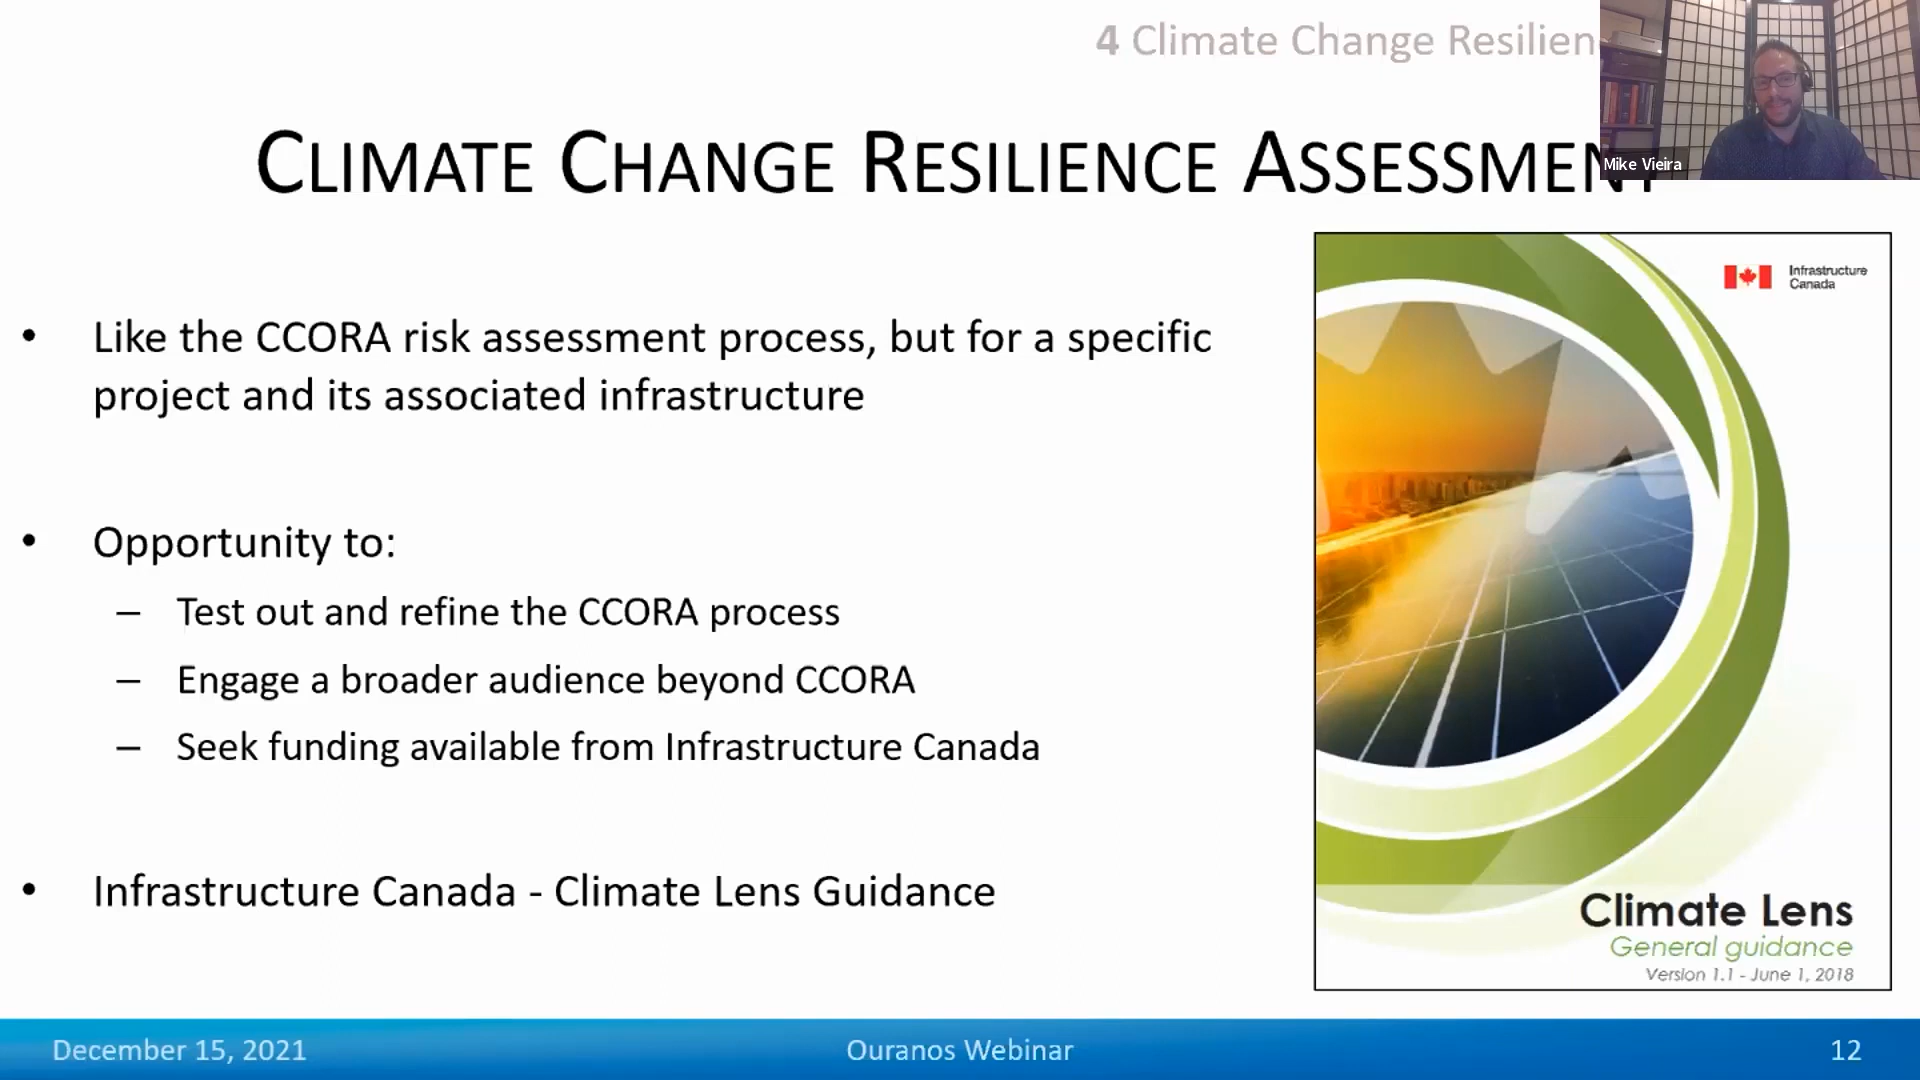 4 Climate Change Resilien
Mike Vieira
CLIMATE CHANGE RESILIENCE ASSESSMENT
Infrastructure
Canada
• Like the CCORA risk assessment process, but for a specific
project and its associated infrastructure
• Opportunity to:
– Test out and refine the CCORA process
– Engage a broader audience beyond CCORA
– Seek funding available from Infrastructure Canada
• Infrastructure Canada - Climate Lens Guidance
Climate Lens
General guidance
Version 1.1 - June 1, 2018
December 15, 2021
Ouranos Webinar
12